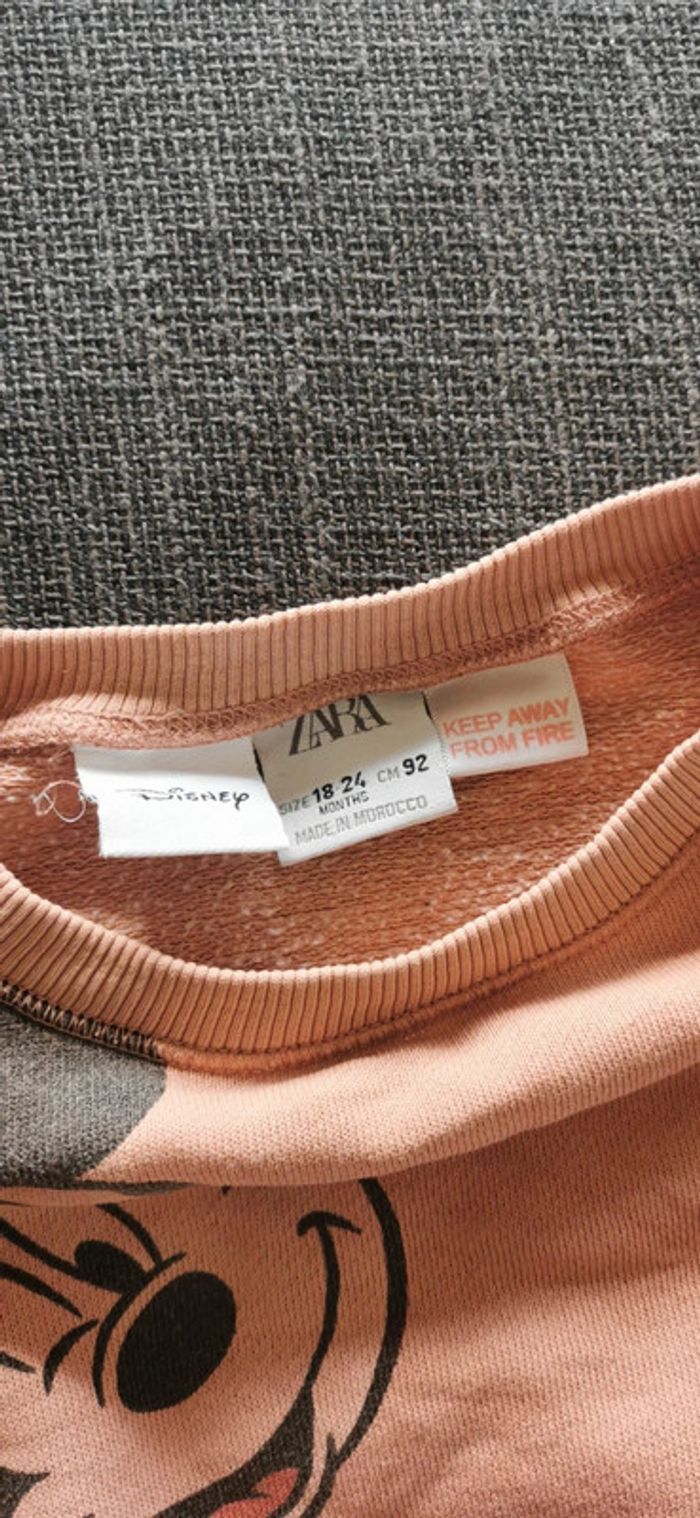 Disney
ZARA
SIZE 18-24 CM 92
MONTHS
MADE IN MOROCCO
KEEP AWAY
FROM FIRE